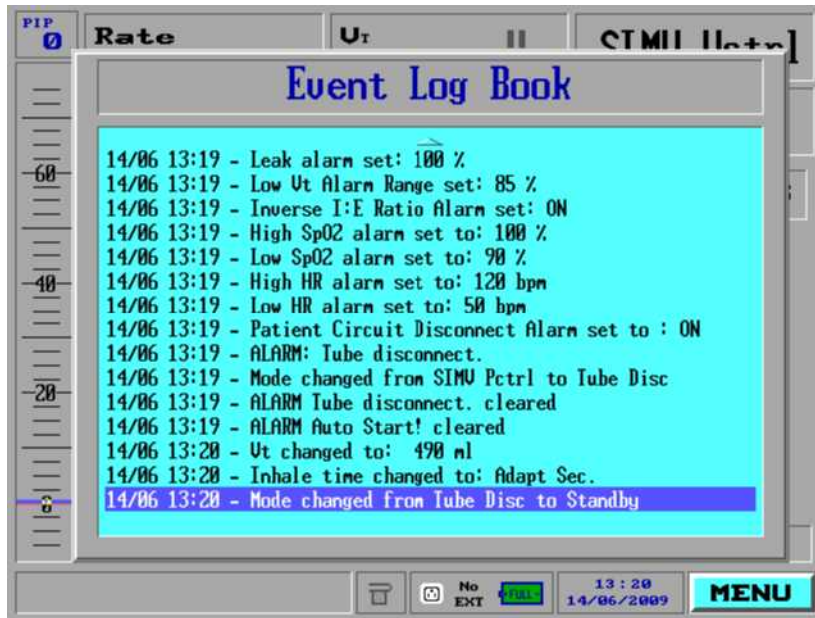 PIP
0
Rate
VT
Event Log Book
14/06 13:19 - Leak alarm set: 100 %
14/06 13:19 - Low Vt Alarm Range set: 85 %
14/06 13:19 - Inverse I:E Ratio Alarm set: ON
14/06 13:19 - High SpO2 alarm set to: 100 %
14/06 13:19 - Low SpO2 alarm set to: 90 %
14/06 13:19 - High HR alarm set to: 120 bpm
14/06 13:19 - Low HR alarm set to: 50 bpm
14/06 13:19 - Patient Circuit Disconnect Alarm set to : ON
14/06 13:19 - ALARM: Tube disconnect.
14/06 13:19 - Mode changed from SIMV Pctrl to Tube Disc
14/06 13:19 - ALARM Tube disconnect. cleared
14/06 13:19 - ALARM Auto Start! cleared
14/06 13:20 - Vt changed to: 490 ml
14/06 13:20 - Inhale time changed to: Adapt Sec.
14/06 13:20 - Mode changed from Tube Disc to Standby
60
40
20
0
No
EXT
FULL
13:20
14/06/2009
MENU